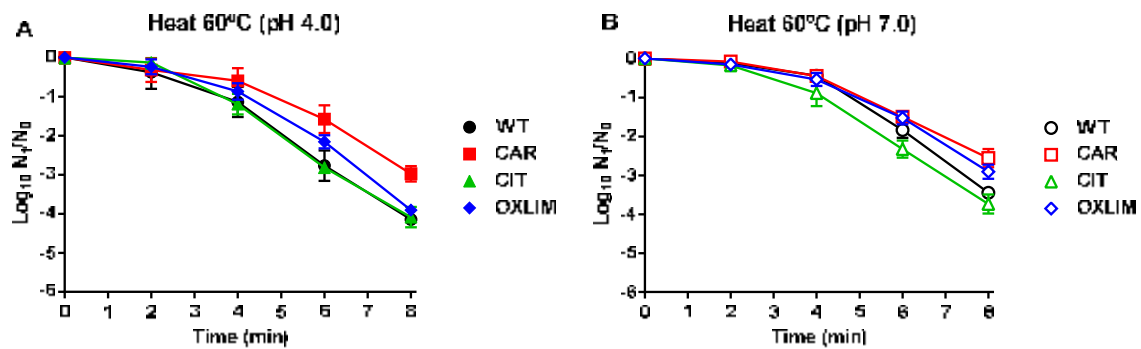 A
Heat 60ºC (pH 4.0)
Log10 Nt/N0
0
-1
-2
-3
-4
-5
-6
0 1 2 3 4 5 6 7 8
Time (min)
WT
CAR
CIT
OXLIM
B
Heat 60ºC (pH 7.0)
Log10 Nt/N0
0
-1
-2
-3
-4
-5
-6
0 1 2 3 4 5 6 7 8
Time (min)
WT
CAR
CIT
OXLIM